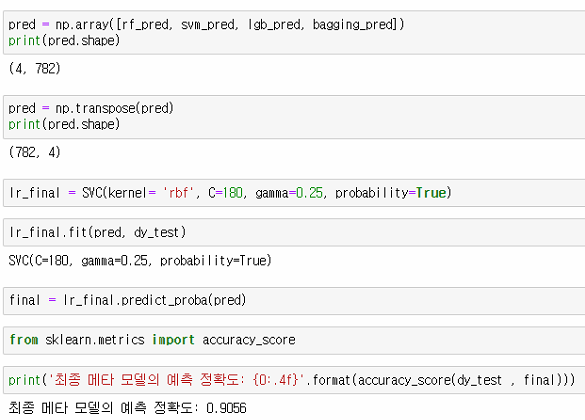 pred = np.array([rf_pred, svm_pred, lgb_pred, bagging_pred])
print(pred.shape)
(4, 782)
pred = np.transpose(pred)
print(pred.shape)
(782, 4)
lr_final = SVC(kernel= 'rbf', C=180, gamma=0.25, probability=True)
lr_final.fit(pred, dy_test)
SVC(C=180, gamma=0.25, probability=True)
final = lr_final.predict_proba(pred)
from sklearn.metrics import accuracy_score
print('최종 메타 모델의 예측 정확도: {0:.4f}'.format(accuracy_score(dy_test , final)))
최종 메타 모델의 예측 정확도: 0.9056